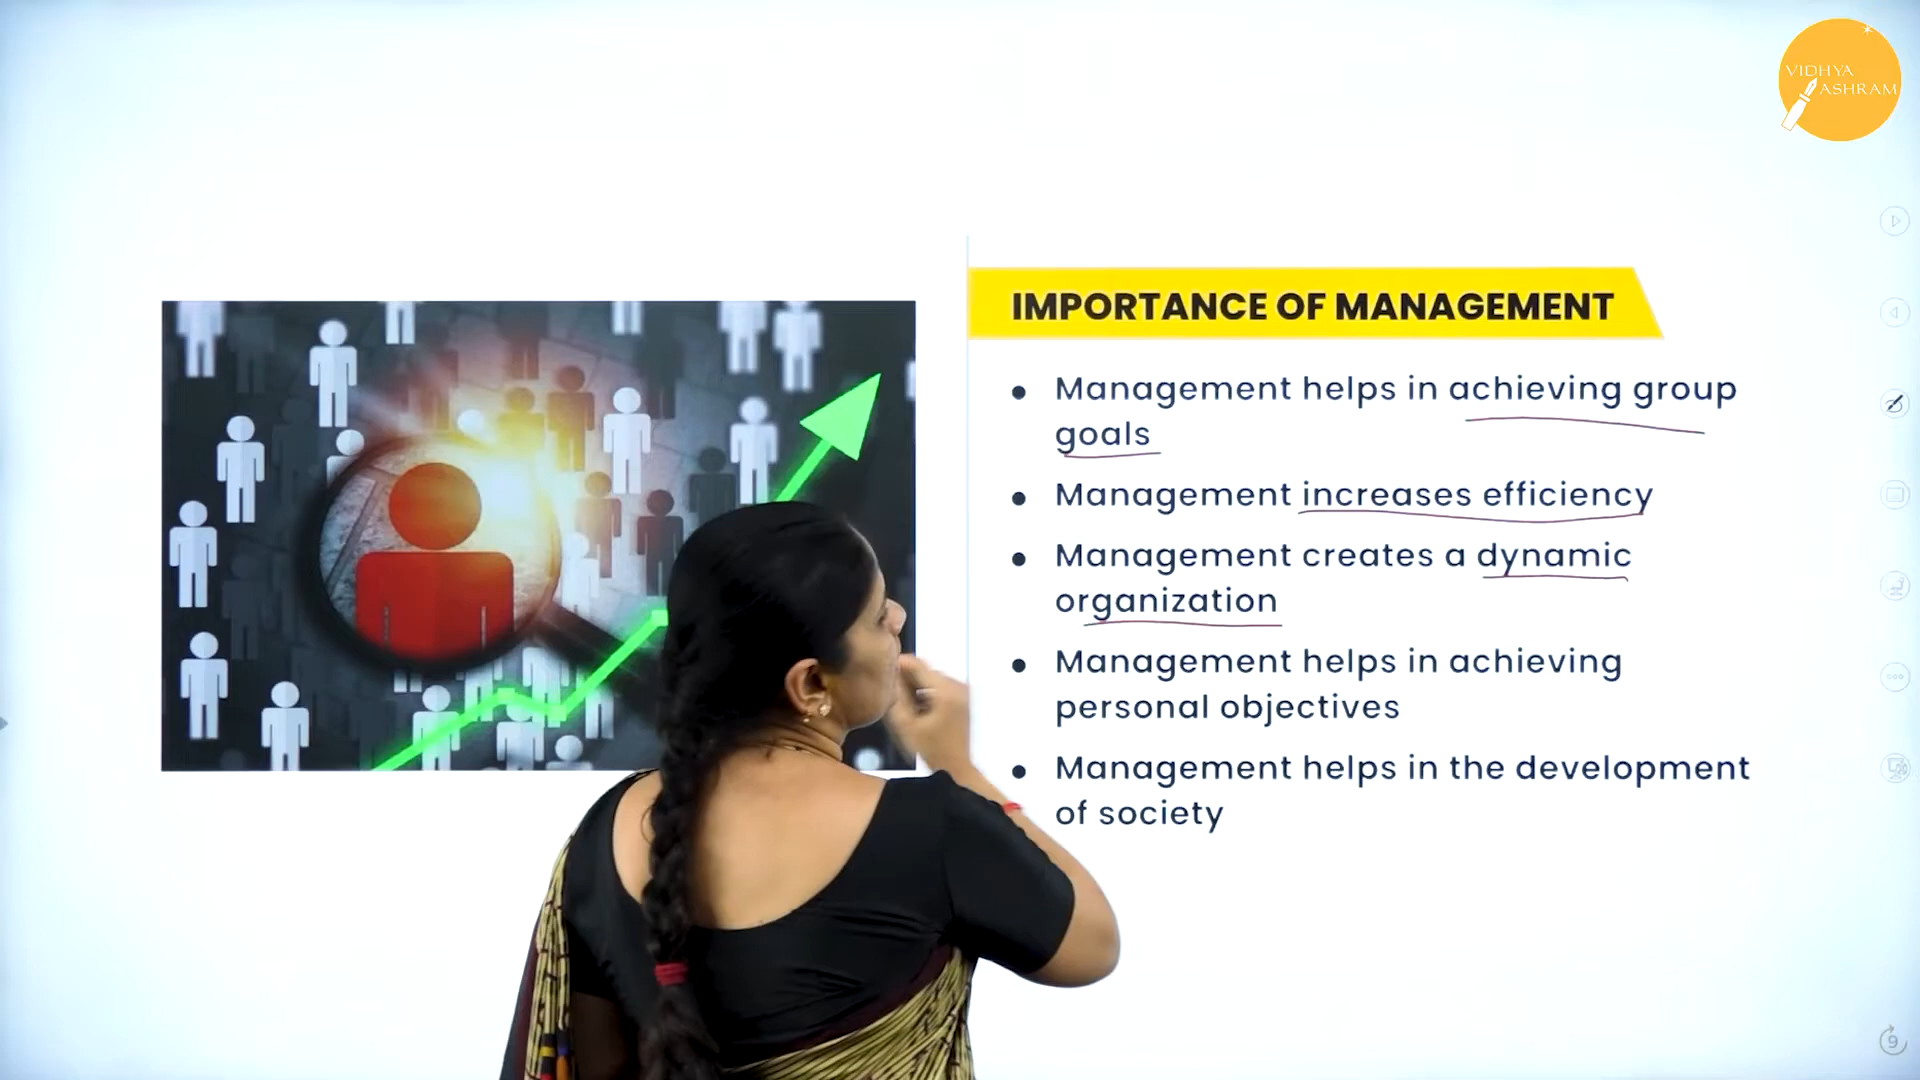 VIDHYA
ASHRAM
IMPORTANCE OF MANAGEMENT
• Management helps in achieving group
goals
• Management increases efficiency
• Management creates a dynamic
organization
• Management helps in achieving
personal objectives
• Management helps in the development
of society
9